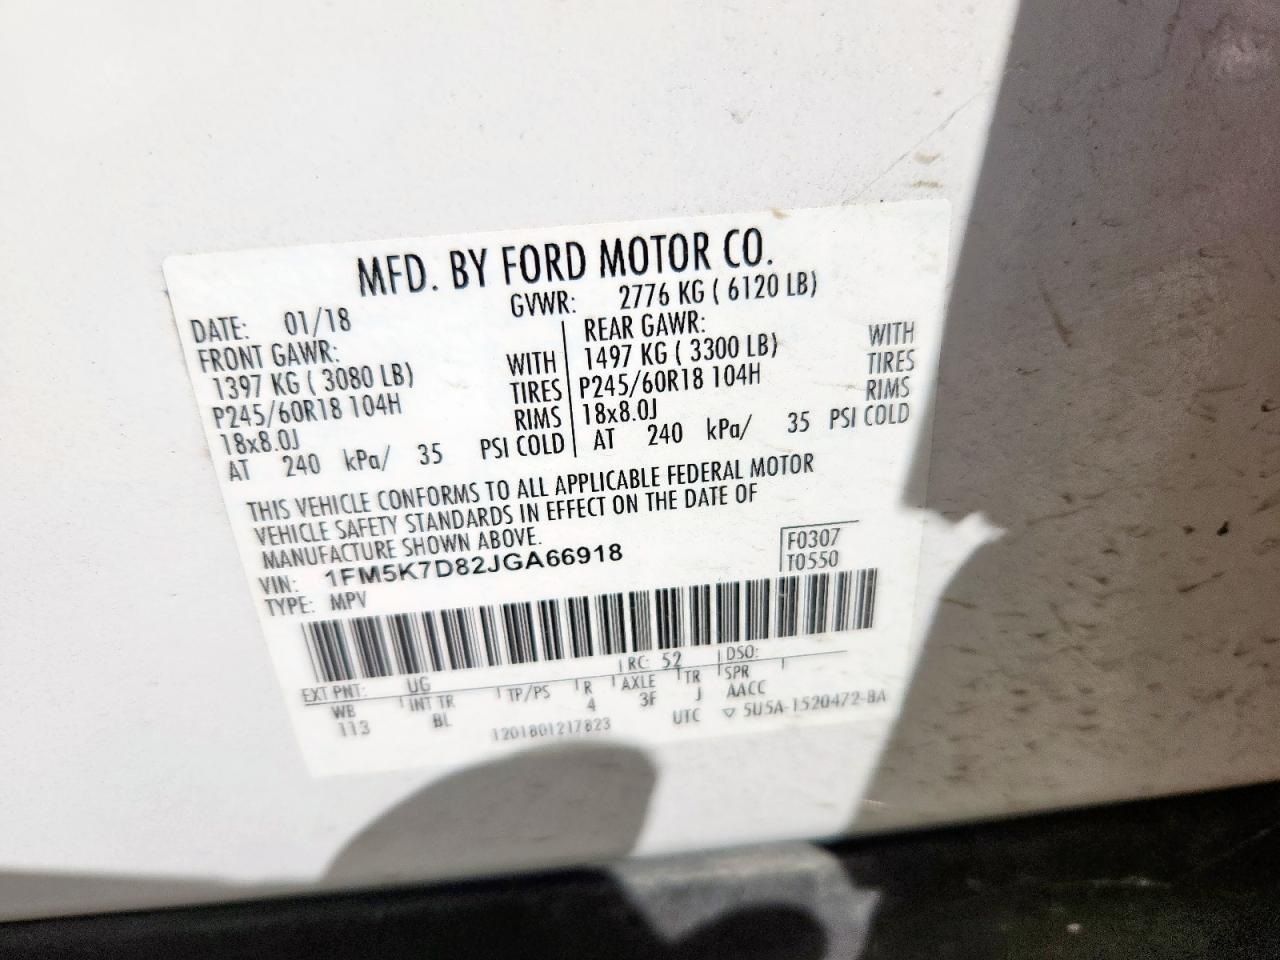 MFD. BY FORD MOTOR CO.
DATE: 01/18
GVWR: 2776 KG ( 6120 LB)
FRONT GAWR:
1397 KG ( 3080 LB) WITH
P245/60R18 104H TIRES
18x8.0J RIMS
AT 240 kPa/ 35 PSI COLD
REAR GAWR:
1497 KG ( 3300 LB) WITH
P245/60R18 104H TIRES
18x8.0J RIMS
AT 240 kPa/ 35 PSI COLD
THIS VEHICLE CONFORMS TO ALL APPLICABLE FEDERAL MOTOR
VEHICLE SAFETY STANDARDS IN EFFECT ON THE DATE OF
MANUFACTURE SHOWN ABOVE.
VIN: 1FM5K7D82JGA66918
TYPE: MPV
F0307
T0550
EXT PNT: UG RC: 52 DSO:
WB INT TR TP/PS R AXLE TR SPR
113 BL 4 3F J AACC
1201801217823 UTC ▽ 5U5A-1520472-BA